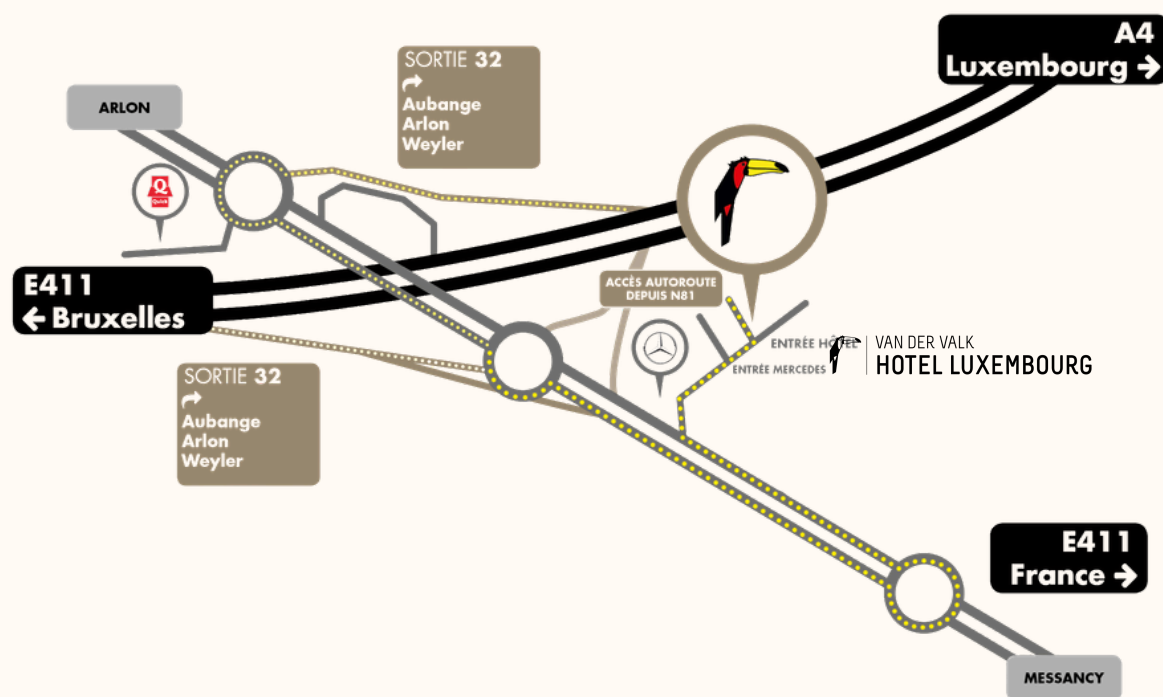 A4
Luxembourg →
SORTIE 32
Aubange
Arlon
Weyler
ARLON
Q
Quick
E411
← Bruxelles
ACCÈS AUTOROUTE
DEPUIS N81
ENTRÉE HÔTEL
ENTRÉE MERCEDES
VAN DER VALK
HOTEL LUXEMBOURG
SORTIE 32
Aubange
Arlon
Weyler
E411
France →
MESSANCY